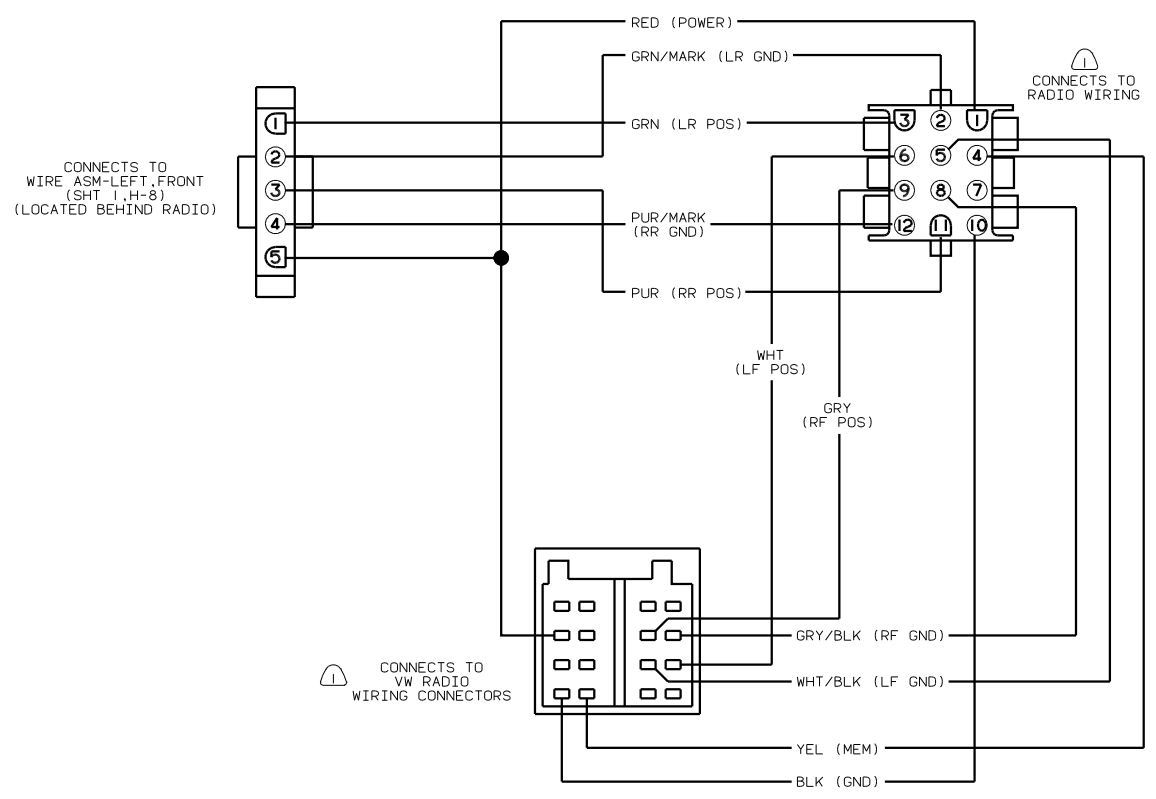 RED (POWER)
GRN/MARK (LR GND)
1
CONNECTS TO
RADIO WIRING
GRN (LR POS)
3 2 1
6 5 4
9 8 7
12 11 10
1
2
3
4
5
CONNECTS TO
WIRE ASM-LEFT,FRONT
(SHT 1,H-8)
(LOCATED BEHIND RADIO)
PUR/MARK
(RR GND)
PUR (RR POS)
WHT
(LF POS)
GRY
(RF POS)
GRY/BLK (RF GND)
1
CONNECTS TO
VW RADIO
WIRING CONNECTORS
WHT/BLK (LF GND)
YEL (MEM)
BLK (GND)